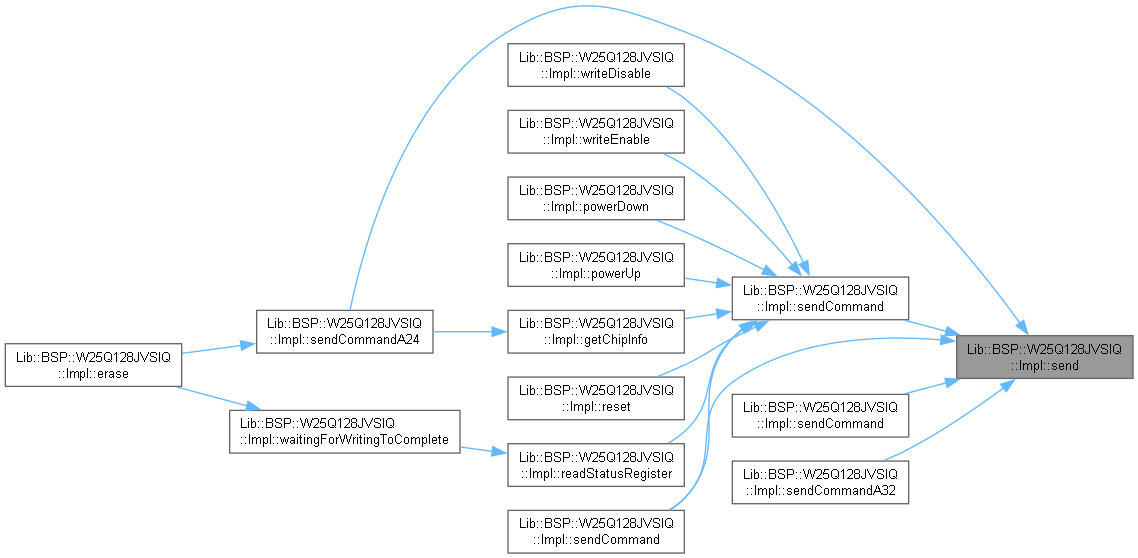 Lib::BSP::W25Q128JVSIQ
::Impl::writeDisable
Lib::BSP::W25Q128JVSIQ
::Impl::writeEnable
Lib::BSP::W25Q128JVSIQ
::Impl::powerDown
Lib::BSP::W25Q128JVSIQ
::Impl::powerUp
Lib::BSP::W25Q128JVSIQ
::Impl::sendCommand
Lib::BSP::W25Q128JVSIQ
::Impl::sendCommandA24
Lib::BSP::W25Q128JVSIQ
::Impl::getChipInfo
Lib::BSP::W25Q128JVSIQ
::Impl::erase
Lib::BSP::W25Q128JVSIQ
::Impl::send
Lib::BSP::W25Q128JVSIQ
::Impl::reset
Lib::BSP::W25Q128JVSIQ
::Impl::sendCommand
Lib::BSP::W25Q128JVSIQ
::Impl::waitingForWritingToComplete
Lib::BSP::W25Q128JVSIQ
::Impl::readStatusRegister
Lib::BSP::W25Q128JVSIQ
::Impl::sendCommandA32
Lib::BSP::W25Q128JVSIQ
::Impl::sendCommand